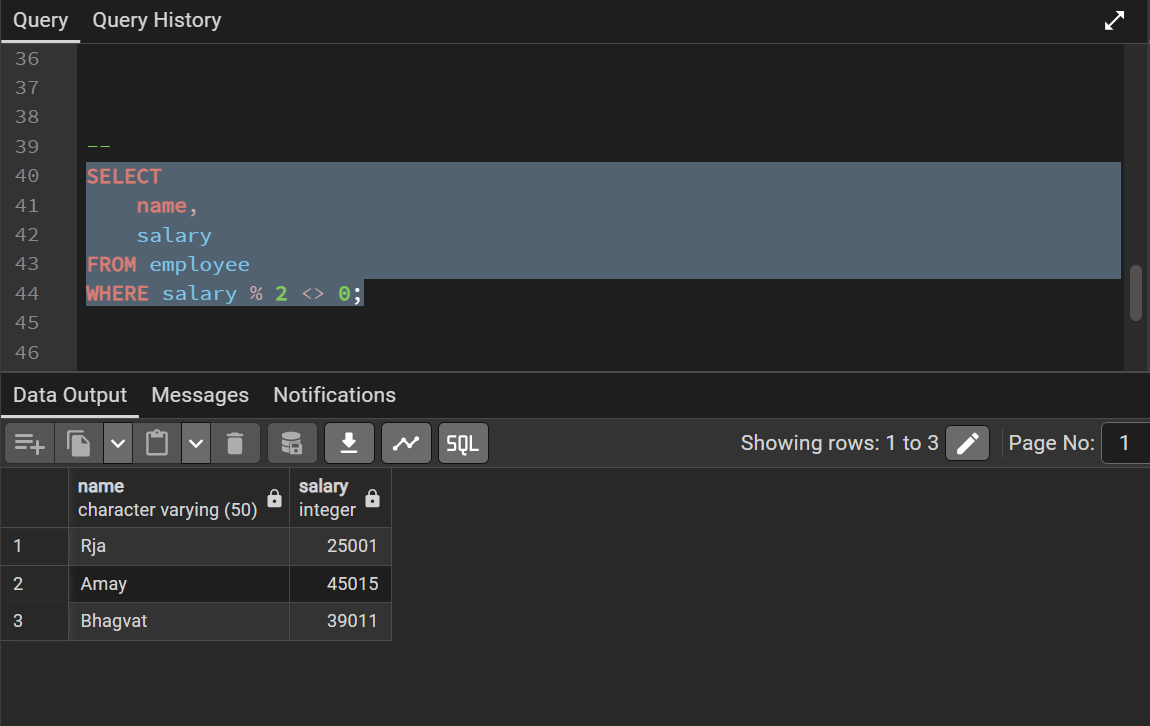 Query Query History
36
37
38
39 --
40 SELECT
41 name,
42 salary
43 FROM employee
44 WHERE salary % 2 <> 0;
45
46
Data Output Messages Notifications
SQL Showing rows: 1 to 3 Page No: 1
name salary
character varying (50) integer
1 Rja 25001
2 Amay 45015
3 Bhagvat 39011